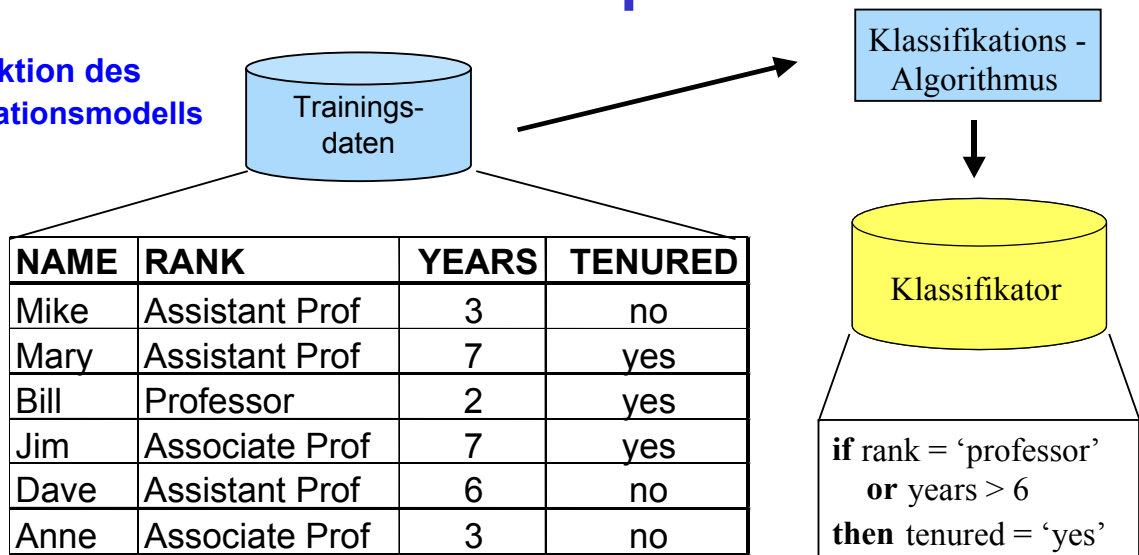 ktion des
ationsmodells
Trainings-
daten
Klassifikations -
Algorithmus
Klassifikator
NAME RANK YEARS TENURED
Mike Assistant Prof 3 no
Mary Assistant Prof 7 yes
Bill Professor 2 yes
Jim Associate Prof 7 yes
Dave Assistant Prof 6 no
Anne Associate Prof 3 no
if rank = ‘professor’
or years > 6
then tenured = ‘yes’